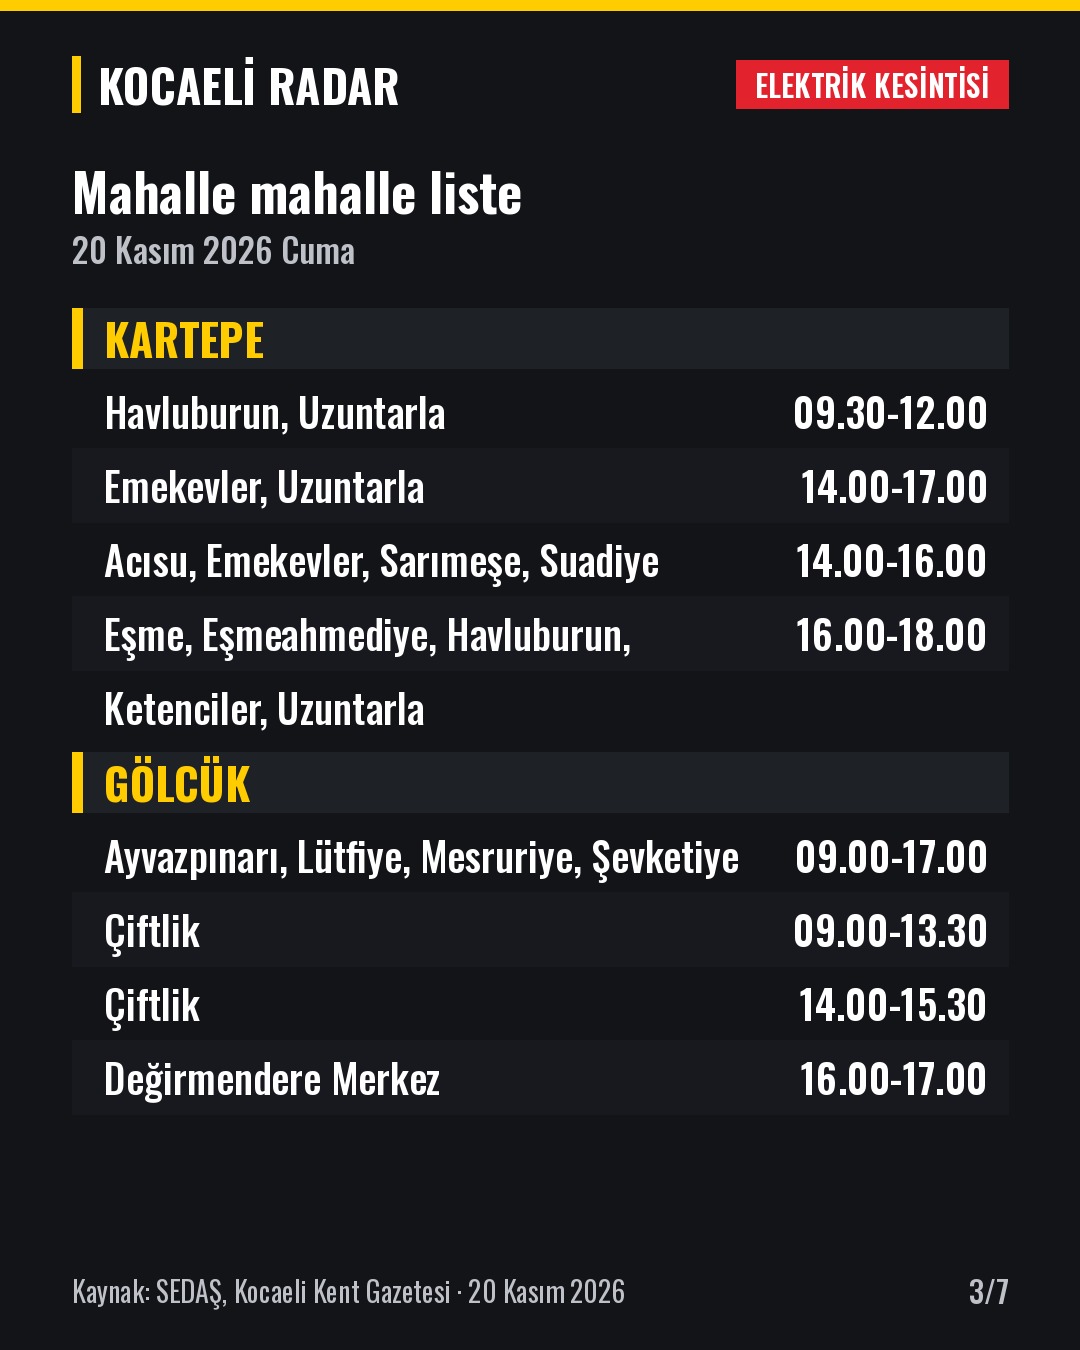 KOCAELİ RADAR
ELEKTRİK KESİNTİSİ
Mahalle mahalle liste
20 Kasım 2026 Cuma
KARTEPE
Havluburun, Uzuntarla 09.30-12.00
Emekevler, Uzuntarla 14.00-17.00
Acısu, Emekevler, Sarımeşe, Suadiye 14.00-16.00
Eşme, Eşmeahmediye, Havluburun, 16.00-18.00
Ketenciler, Uzuntarla
GÖLCÜK
Ayvazpınarı, Lütfiye, Mesruriye, Şevketiye 09.00-17.00
Çiftlik 09.00-13.30
Çiftlik 14.00-15.30
Değirmendere Merkez 16.00-17.00
Kaynak: SEDAŞ, Kocaeli Kent Gazetesi · 20 Kasım 2026 3/7